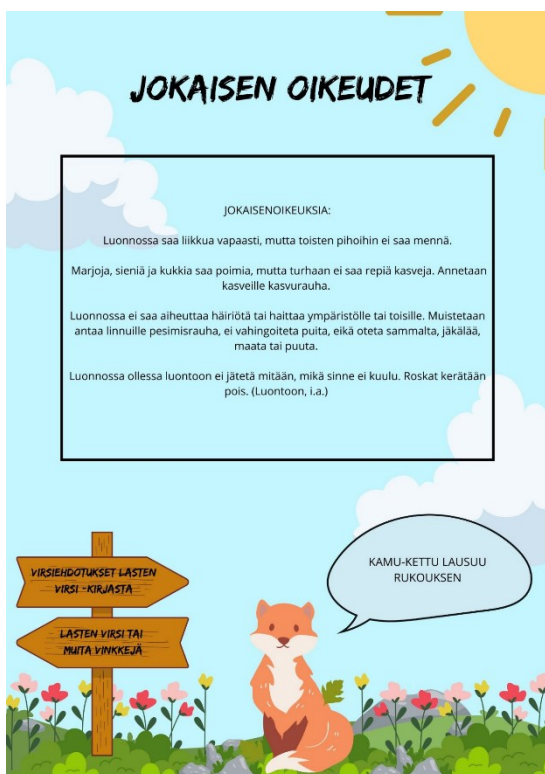 JOKAISEN OIKEUDET
JOKAISENOIKEUKSIA:
Luonnossa saa liikkua vapaasti, mutta toisten pihoihin ei saa mennä.
Marjoja, sieniä ja kukkia saa poimia, mutta turhaan ei saa repiä kasveja. Annetaan
kasveille kasvurauha.
Luonnossa ei saa aiheuttaa häiriötä tai haittaa ympäristölle tai toisille. Muistetaan
antaa linnuille pesimisrauha, ei vahingoiteta puita, eikä oteta sammalta, jäkälää,
maata tai puuta.
Luonnossa ollessa luontoon ei jätetä mitään, mikä sinne ei kuulu. Roskat kerätään
pois. (Luontoon, i.a.)
KAMU-KETTU LAUSUU
RUKOUKSEN
VIRSIEHDOTUKSET LASTEN
VIRSI -KIRJASTA
LASTEN VIRSI TAI
MUITA VINKKEJÄ